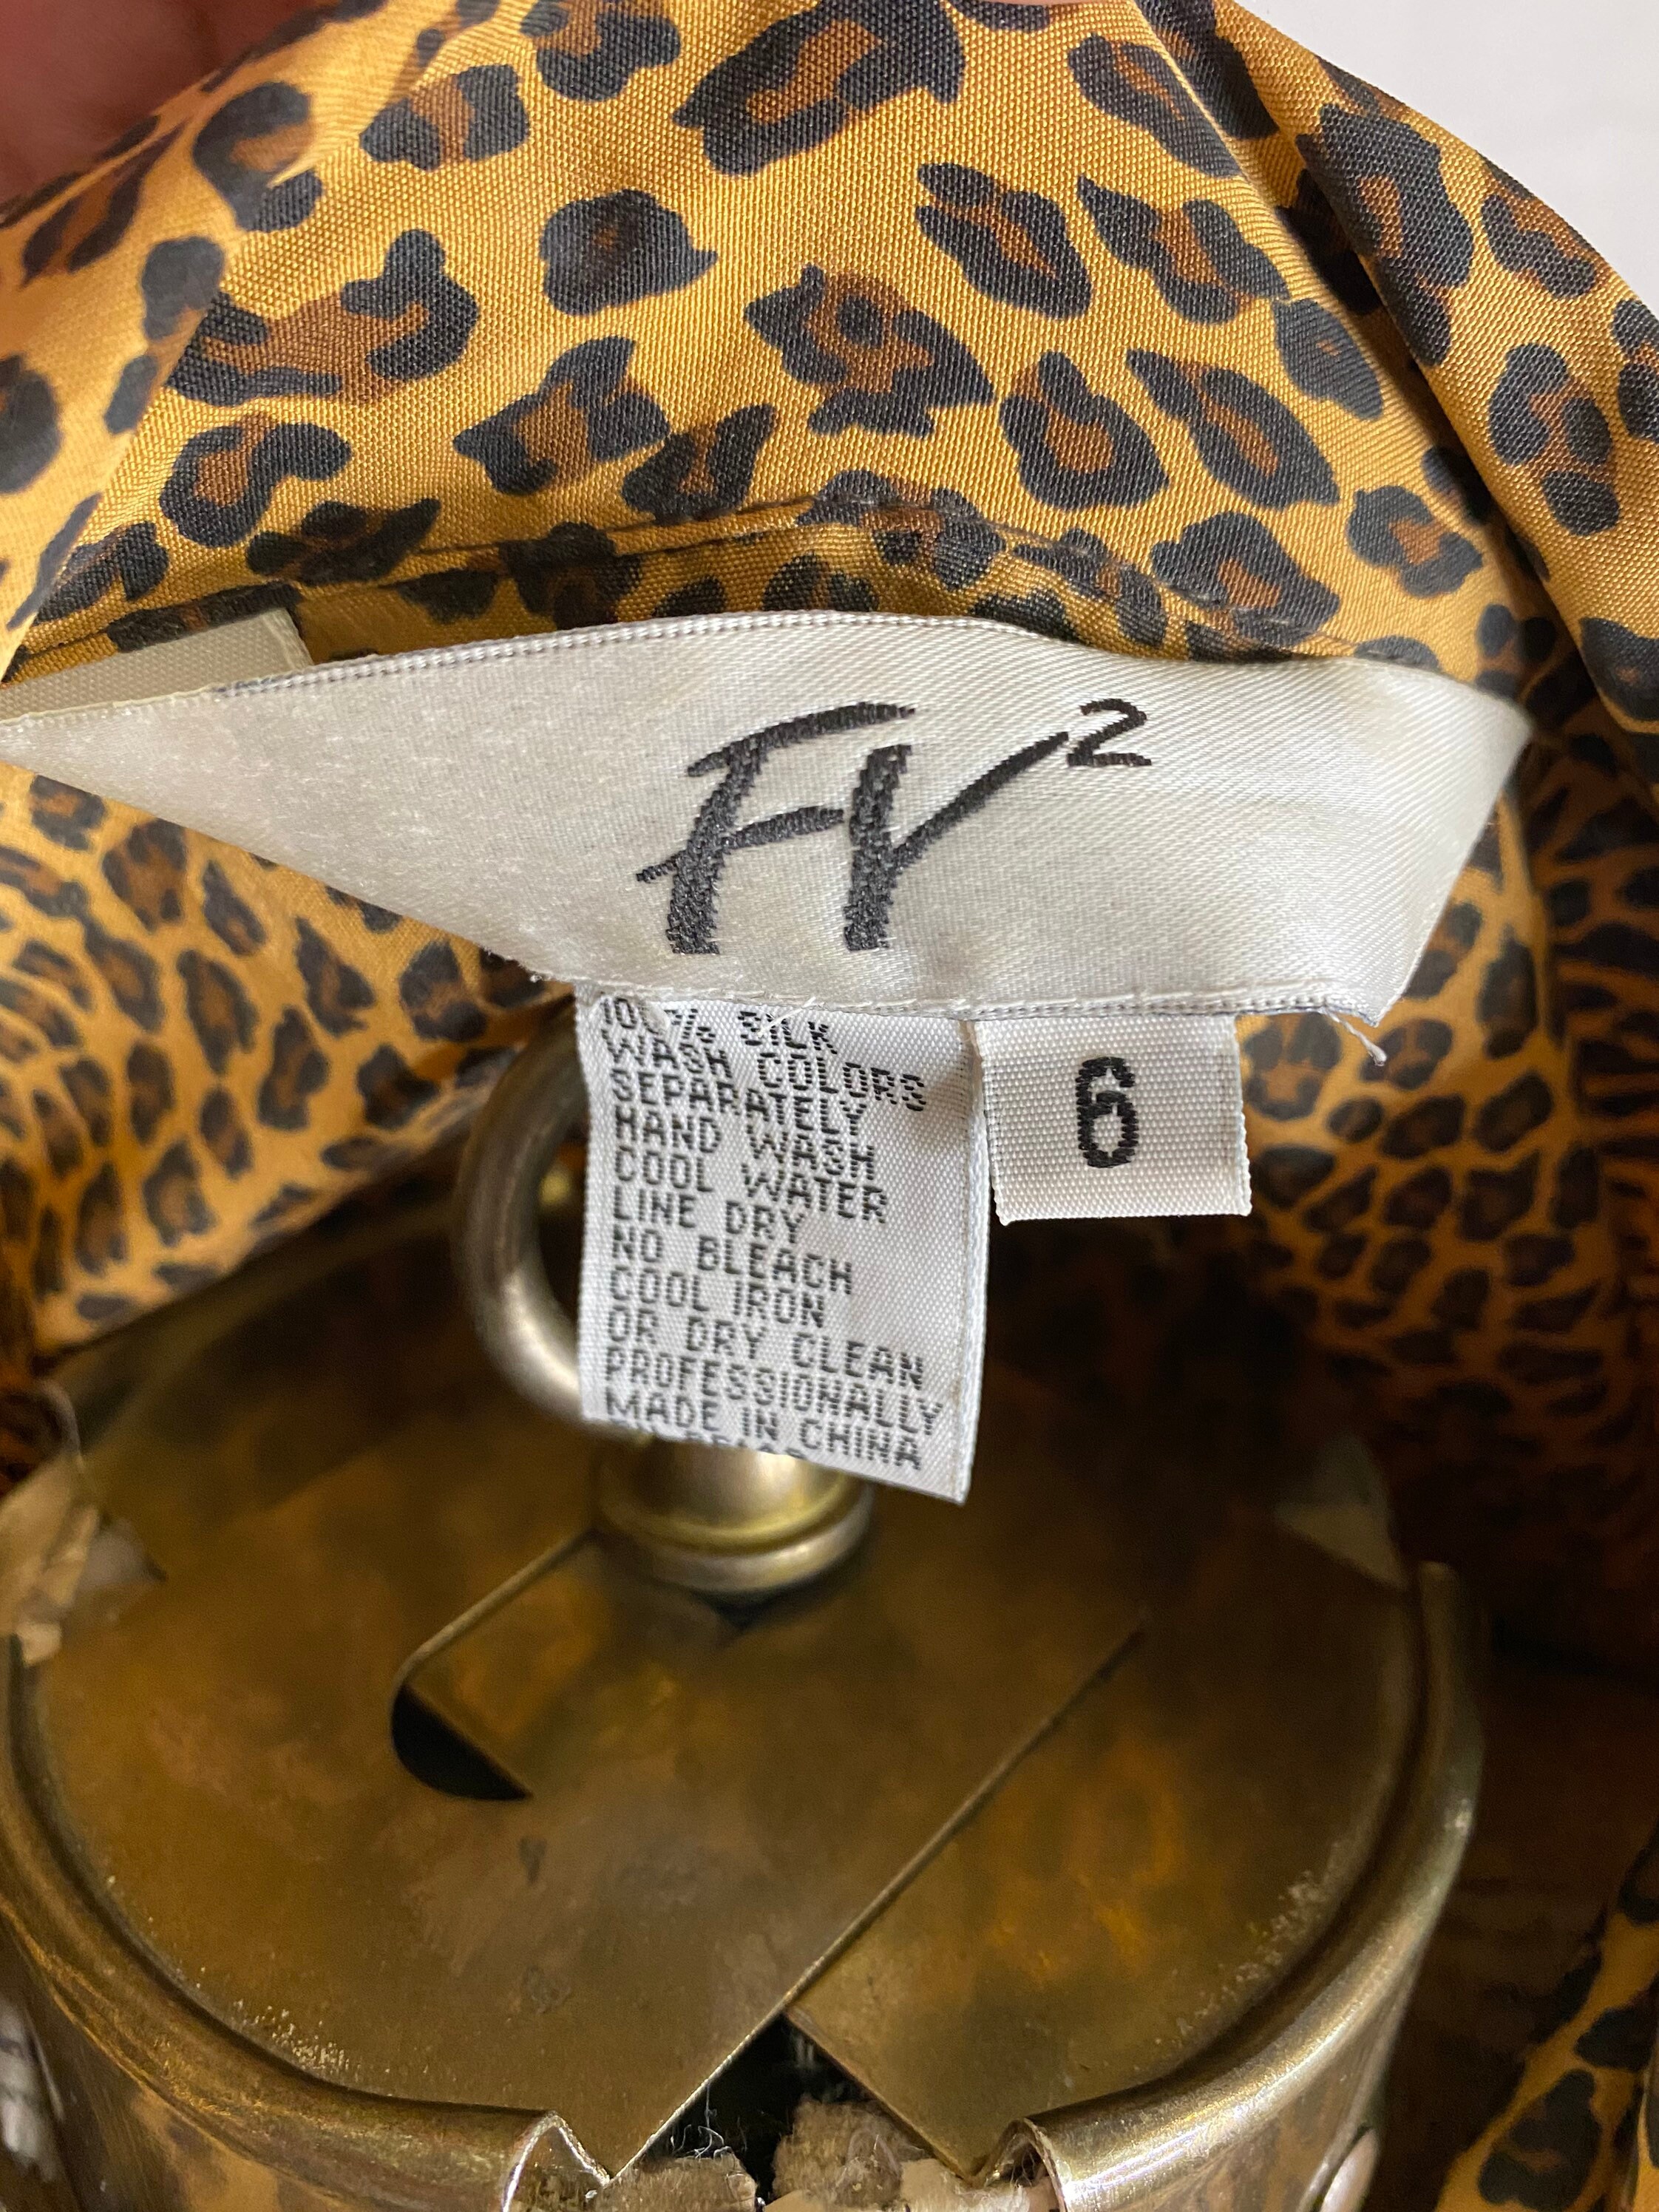 FV²
100% SILK
WASH COLORS
SEPARATELY
HAND WASH
COOL WATER
LINE DRY
NO BLEACH
COOL IRON
OR DRY CLEAN
PROFESSIONALLY
MADE IN CHINA
6